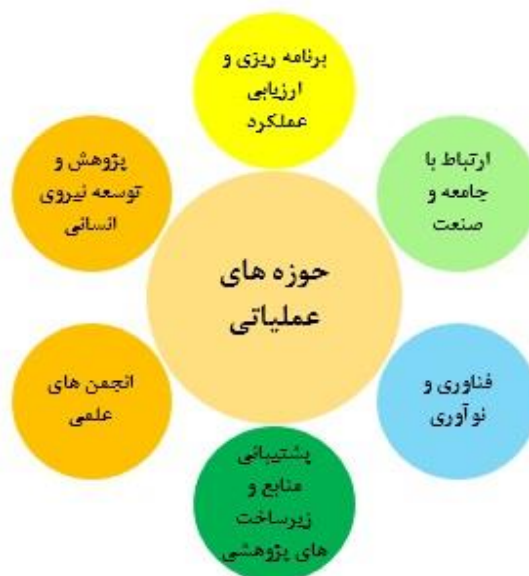 برنامه ریزی و
ارزیابی
عملکرد
ارتباط با
جامعه و
صنعت
فناوری و
نوآوری
پشتیبانی
منابع و
زیرساخت
های پژوهشی
انجمن های
علمی
پژوهش و
توسعه نیروی
انسانی
حوزه های
عملیاتی